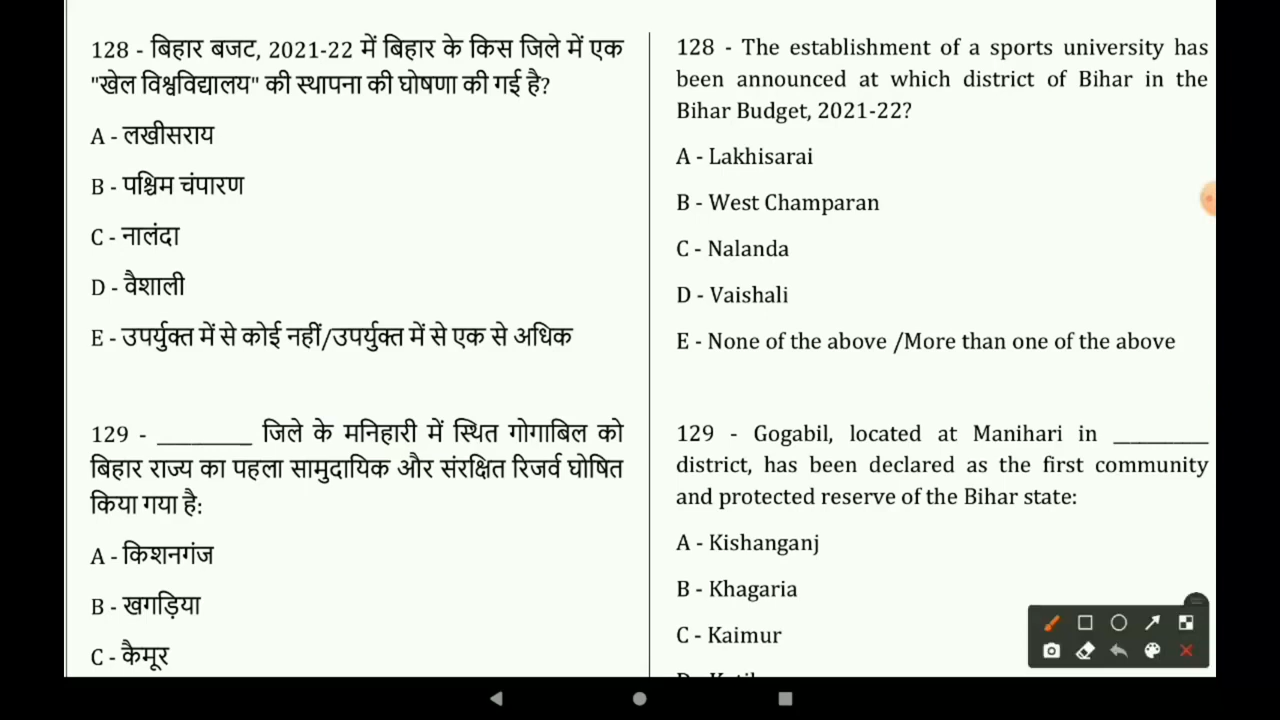 128 - बिहार बजट, 2021-22 में बिहार के किस जिले में एक
"खेल विश्वविद्यालय" की स्थापना की घोषणा की गई है?
A - लखीसराय
B - पश्चिम चंपारण
C - नालंदा
D - वैशाली
E - उपर्युक्त में से कोई नहीं/उपर्युक्त में से एक से अधिक
129 - _________ जिले के मनिहारी में स्थित गोगाबिल को
बिहार राज्य का पहला सामुदायिक और संरक्षित रिजर्व घोषित
किया गया है:
A - किशनगंज
B - खगड़िया
C - कैमूर
128 - The establishment of a sports university has
been announced at which district of Bihar in the
Bihar Budget, 2021-22?
A - Lakhisarai
B - West Champaran
C - Nalanda
D - Vaishali
E - None of the above /More than one of the above
129 - Gogabil, located at Manihari in _________
district, has been declared as the first community
and protected reserve of the Bihar state:
A - Kishanganj
B - Khagaria
C - Kaimur